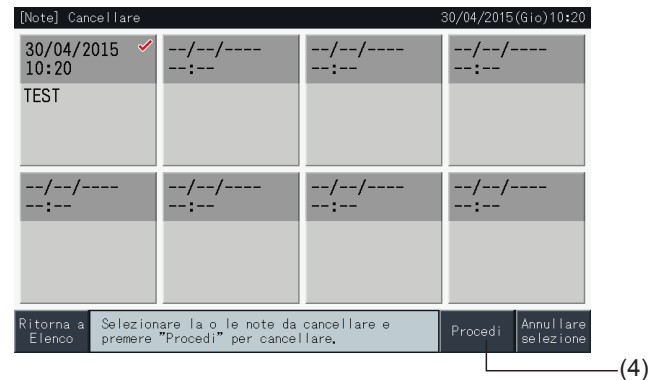 [Note] Cancellare 30/04/2015(Gio)10:20
30/04/2015 --/--/---- --/--/---- --/--/----
10:20 --:-- --:-- --:--
TEST
--/--/---- --/--/---- --/--/---- --/--/----
--:-- --:-- --:-- --:--
Ritorna a
Elenco
Selezionare la o le note da cancellare e
premere "Procedi" per cancellare.
Procedi
Annullare
selezione
(4)